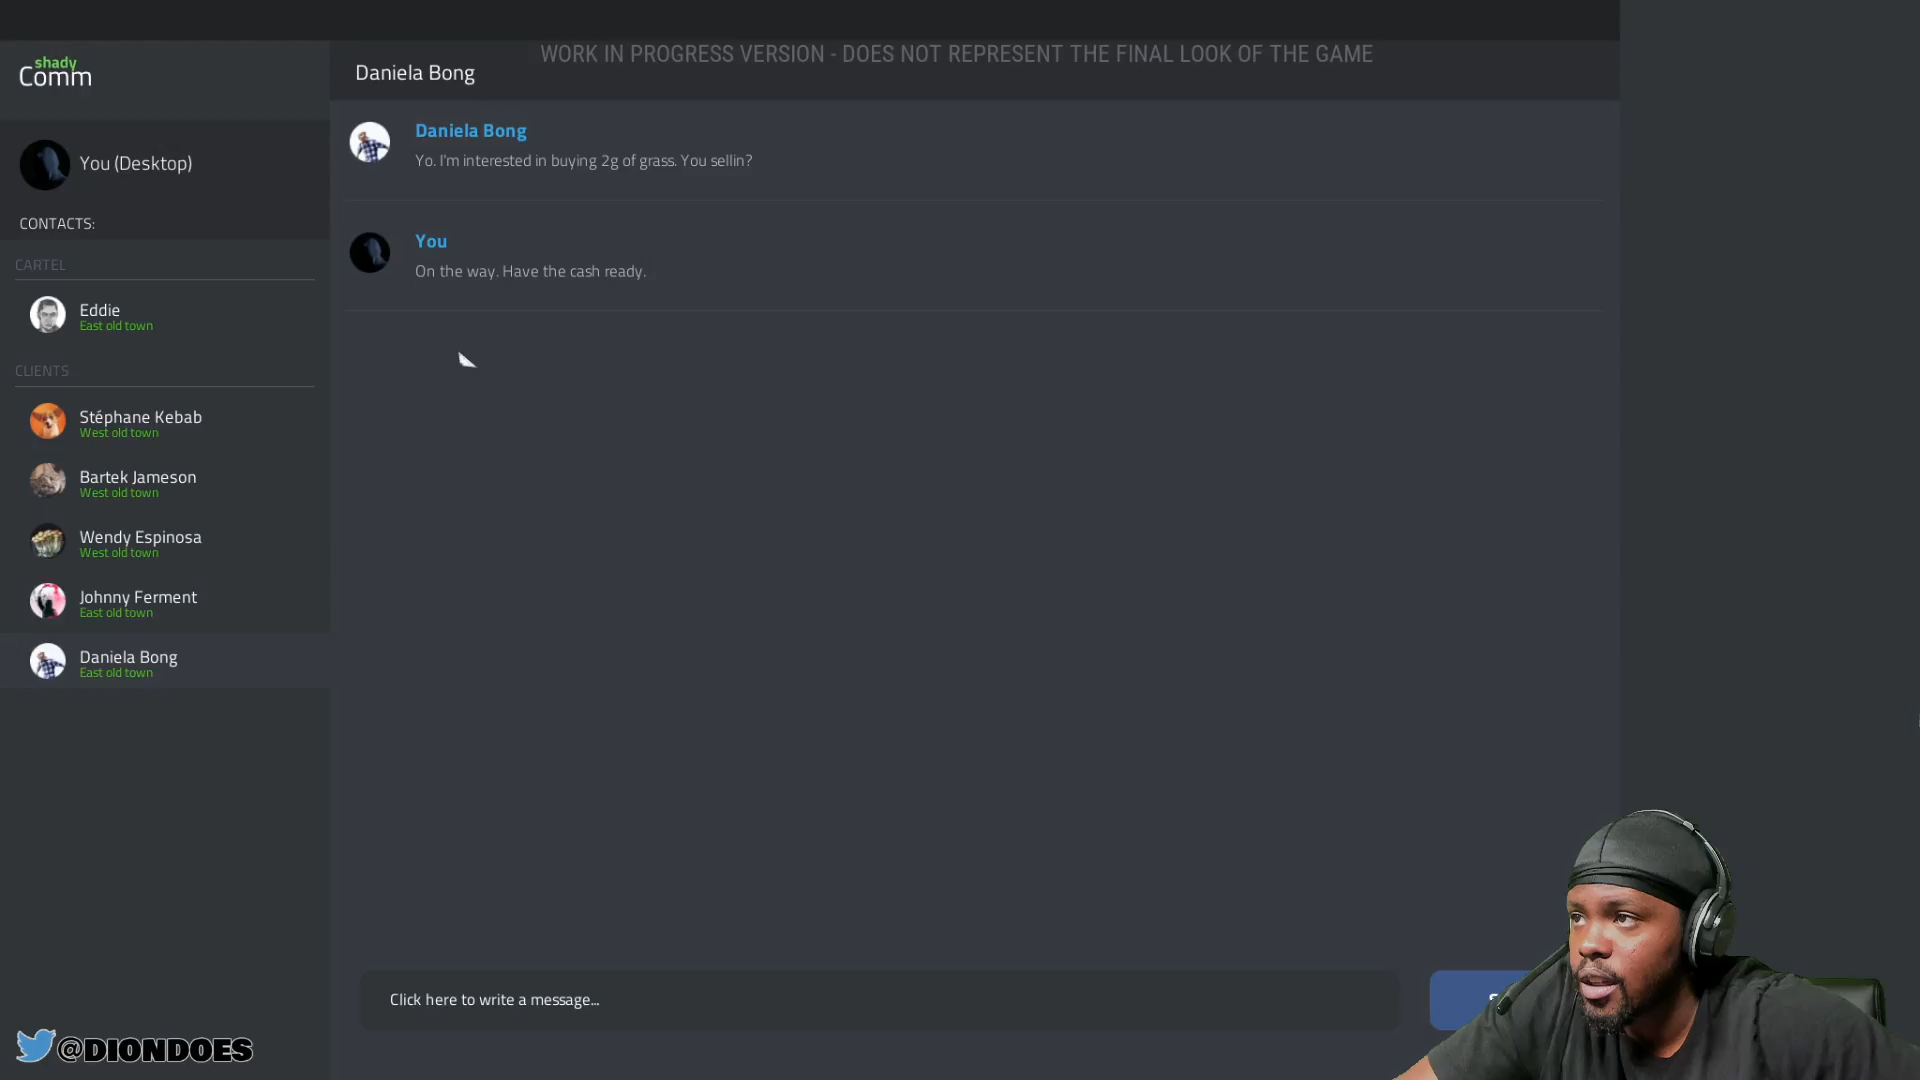 WORK IN PROGRESS VERSION - DOES NOT REPRESENT THE FINAL LOOK OF THE GAME
shady
Comm
Daniela Bong
You (Desktop)
CONTACTS:
CARTEL
Eddie
East old town
CLIENTS
Stéphane Kebab
West old town
Bartek Jameson
West old town
Wendy Espinosa
West old town
Johnny Ferment
East old town
Daniela Bong
East old town
Daniela Bong
Yo. I'm interested in buying 2g of grass. You sellin?
You
On the way. Have the cash ready.
Click here to write a message...
@DIONDOES